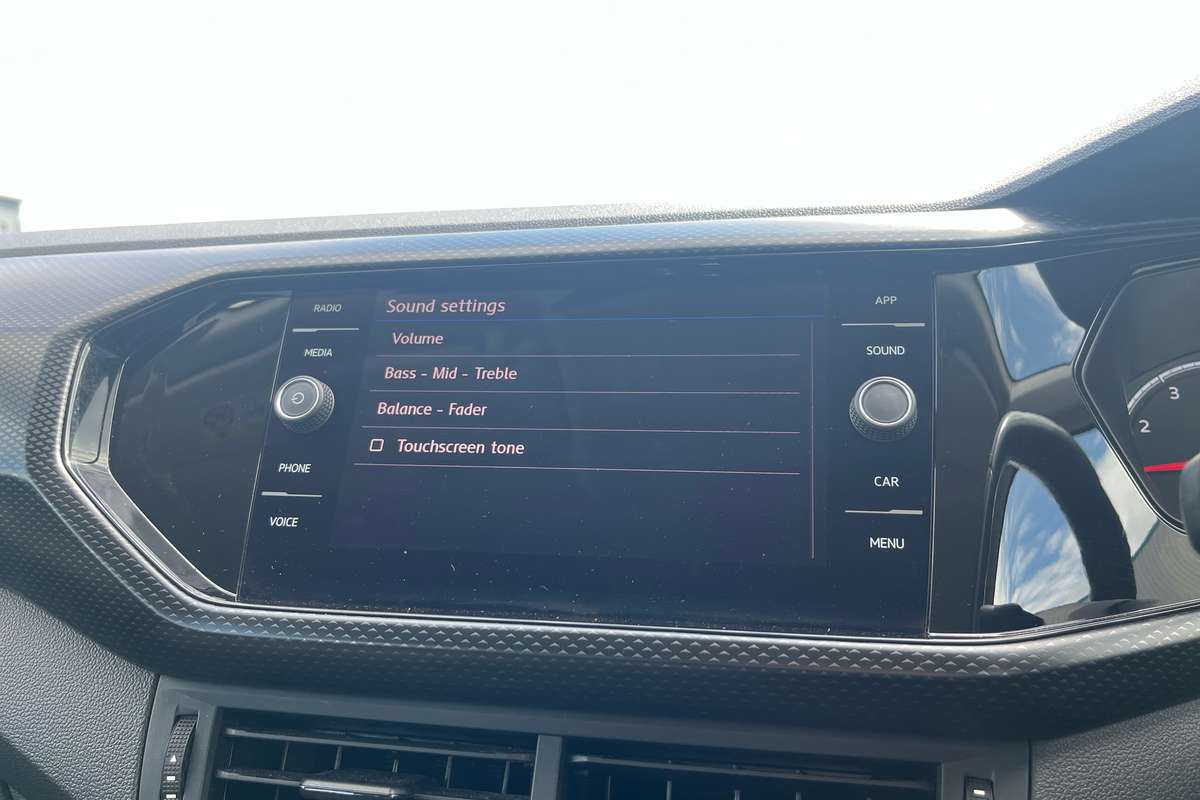 RADIO
MEDIA
PHONE
VOICE
Sound settings
Volume
Bass - Mid - Treble
Balance - Fader
Touchscreen tone
APP
SOUND
CAR
MENU
3
2